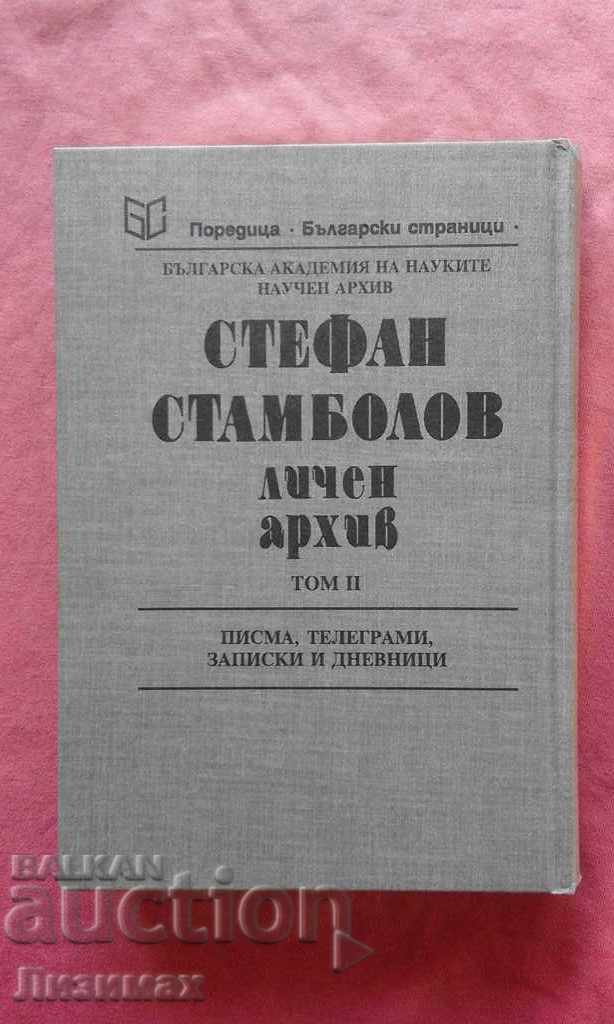 БС Поредица · Български страници ·
БЪЛГАРСКА АКАДЕМИЯ НА НАУКИТЕ
НАУЧЕН АРХИВ
СТЕФАН
СТАМБОЛОВ
личен
архив
ТОМ II
ПИСМА, ТЕЛЕГРАМИ,
ЗАПИСКИ И ДНЕВНИЦИ
BALKAN
auction
Лизимах